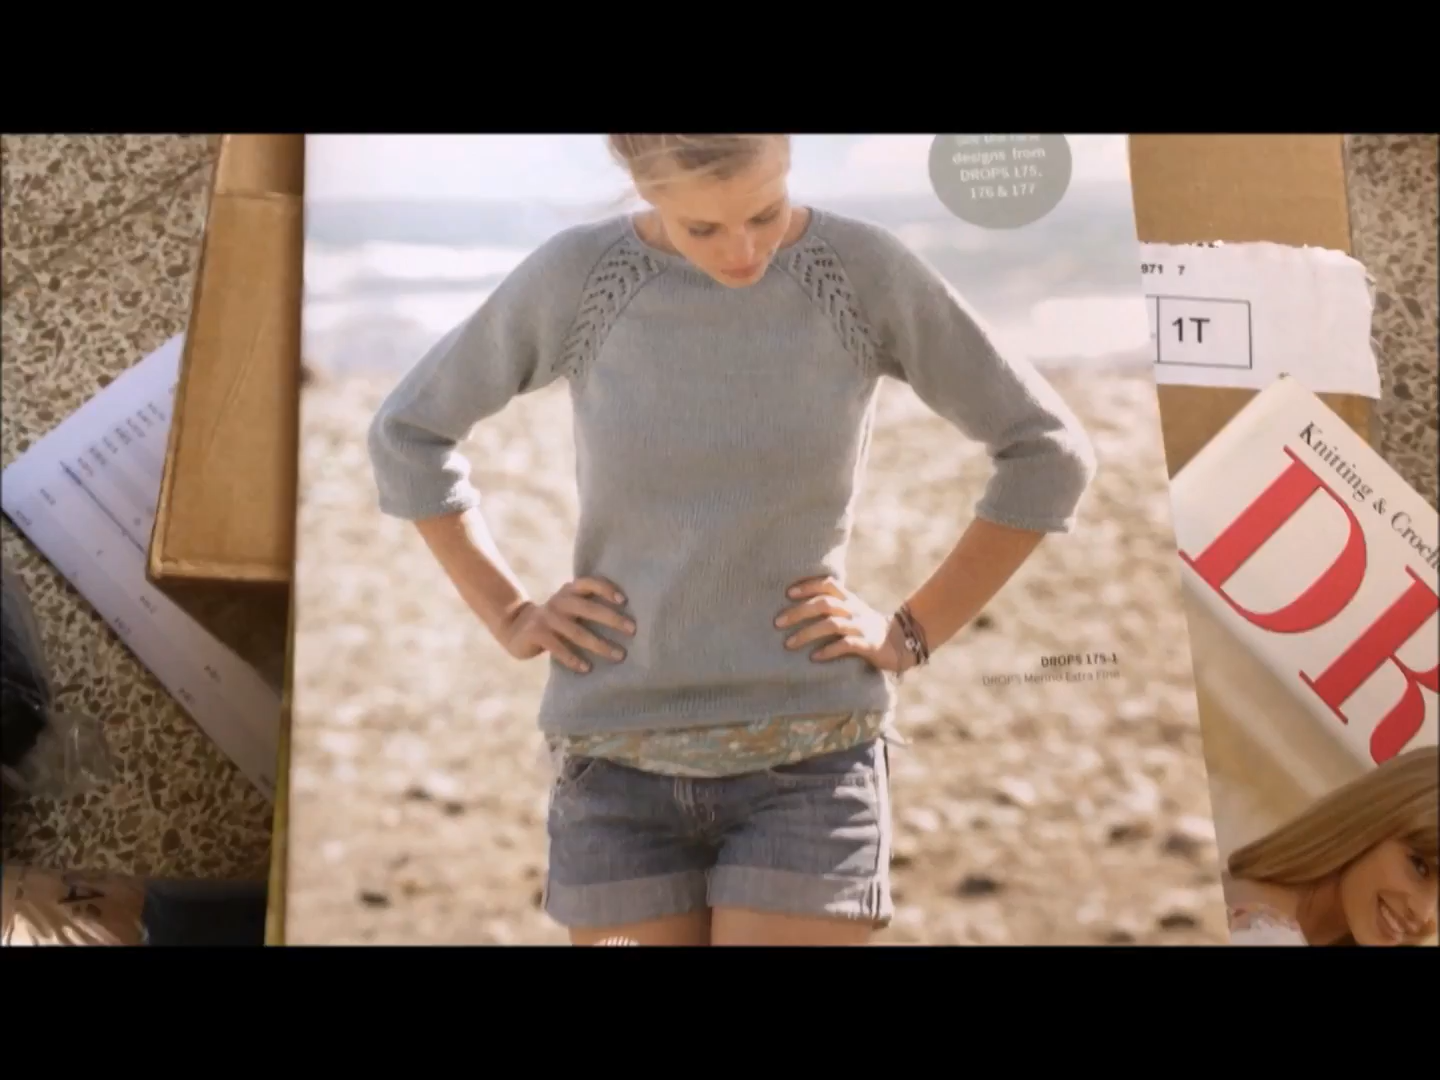 designs from
DROPS 175,
176 & 177
971 7
1T
Knitting & Croch
DR
DROPS 175-1
DROPS Merino Extra Fine